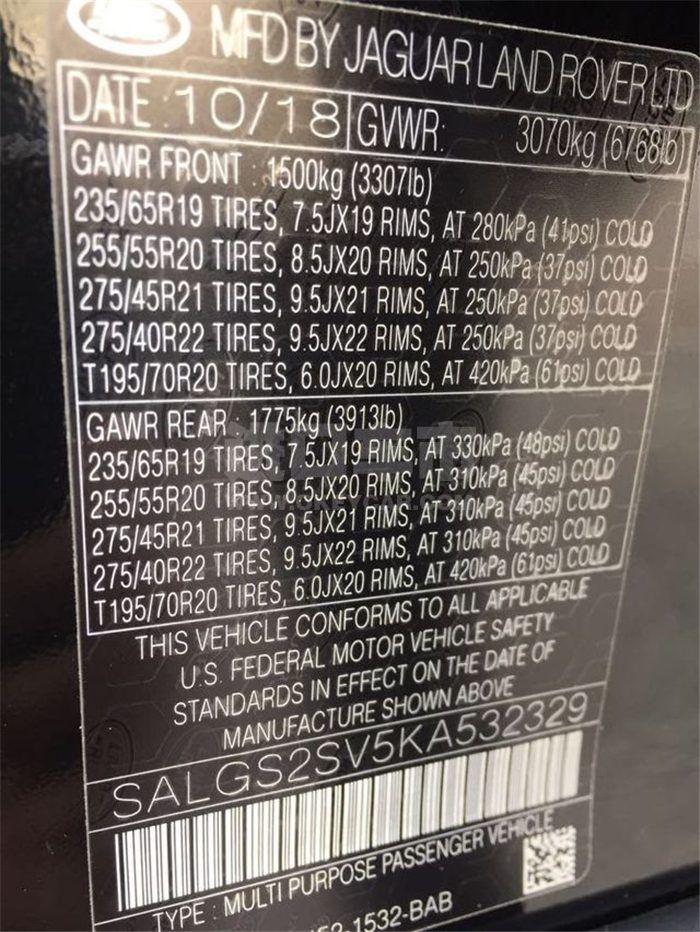 MFD BY JAGUAR LAND ROVER LTD
DATE: 10/18 GVWR: 3070kg (6768lb)
GAWR FRONT : 1500kg (3307lb)
235/65R19 TIRES, 7.5JX19 RIMS, AT 280kPa (41psi) COLD
255/55R20 TIRES, 8.5JX20 RIMS, AT 250kPa (37psi) COLD
275/45R21 TIRES, 9.5JX21 RIMS, AT 250kPa (37psi) COLD
275/40R22 TIRES, 9.5JX22 RIMS, AT 250kPa (37psi) COLD
T195/70R20 TIRES, 6.0JX20 RIMS, AT 420kPa (61psi) COLD
GAWR REAR : 1775kg (3913lb)
235/65R19 TIRES, 7.5JX19 RIMS, AT 330kPa (48psi) COLD
255/55R20 TIRES, 8.5JX20 RIMS, AT 310kPa (45psi) COLD
275/45R21 TIRES, 9.5JX21 RIMS, AT 310kPa (45psi) COLD
275/40R22 TIRES, 9.5JX22 RIMS, AT 310kPa (45psi) COLD
T195/70R20 TIRES, 6.0JX20 RIMS, AT 420kPa (61psi) COLD
THIS VEHICLE CONFORMS TO ALL APPLICABLE
U.S. FEDERAL MOTOR VEHICLE SAFETY
STANDARDS IN EFFECT ON THE DATE OF
MANUFACTURE SHOWN ABOVE
SALGS2SV5KA532329
TYPE : MULTI PURPOSE PASSENGER VEHICLE
-1532-BAB